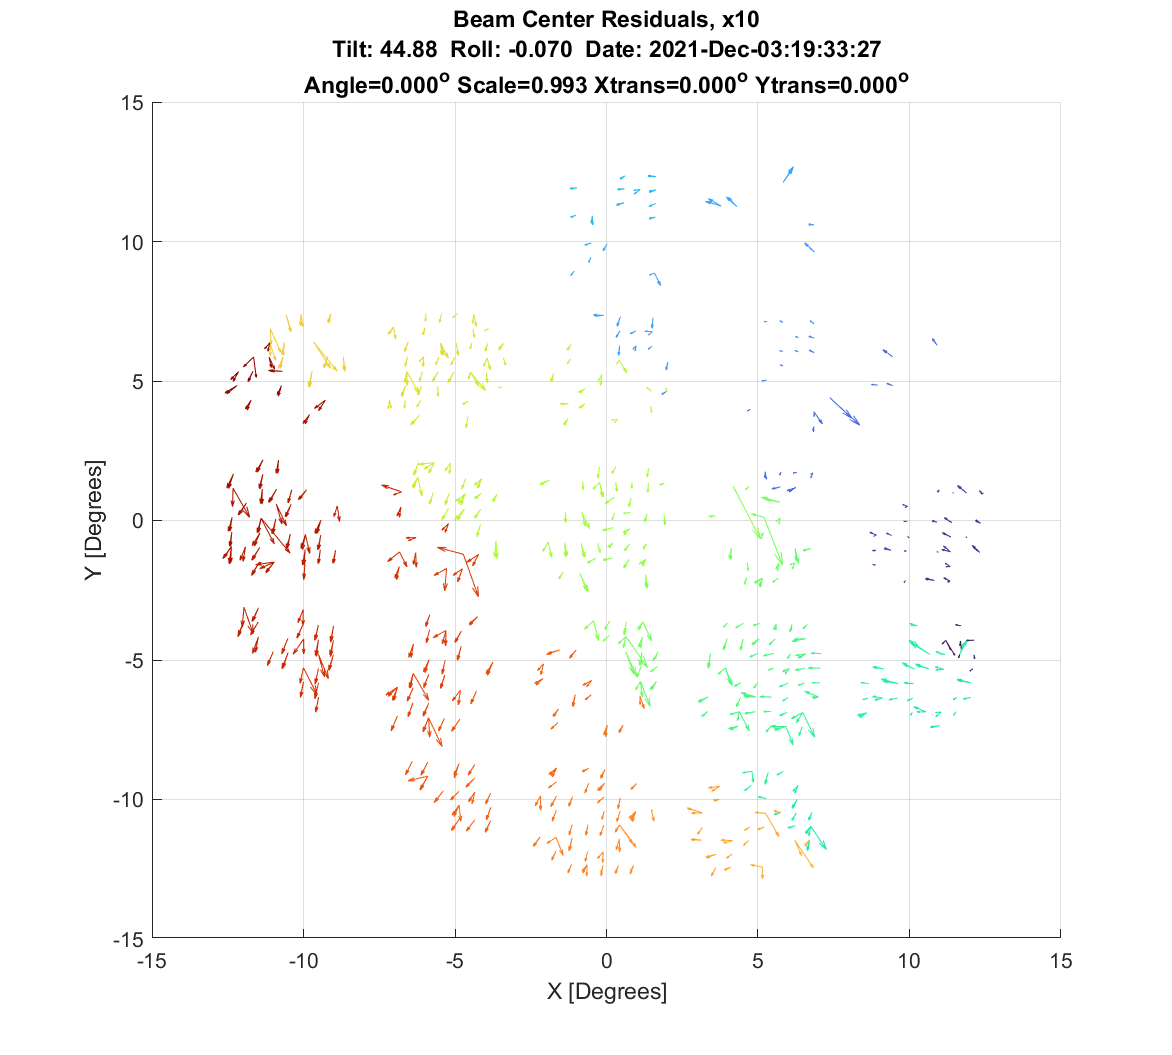 Beam Center Residuals, x10
Tilt: 44.88 Roll: -0.070 Date: 2021-Dec-03:19:33:27
Angle=0.000° Scale=0.993 Xtrans=0.000° Ytrans=0.000°
15
10
5
0
-5
-10
-15
Y [Degrees]
-15 -10 -5 0 5 10 15
X [Degrees]